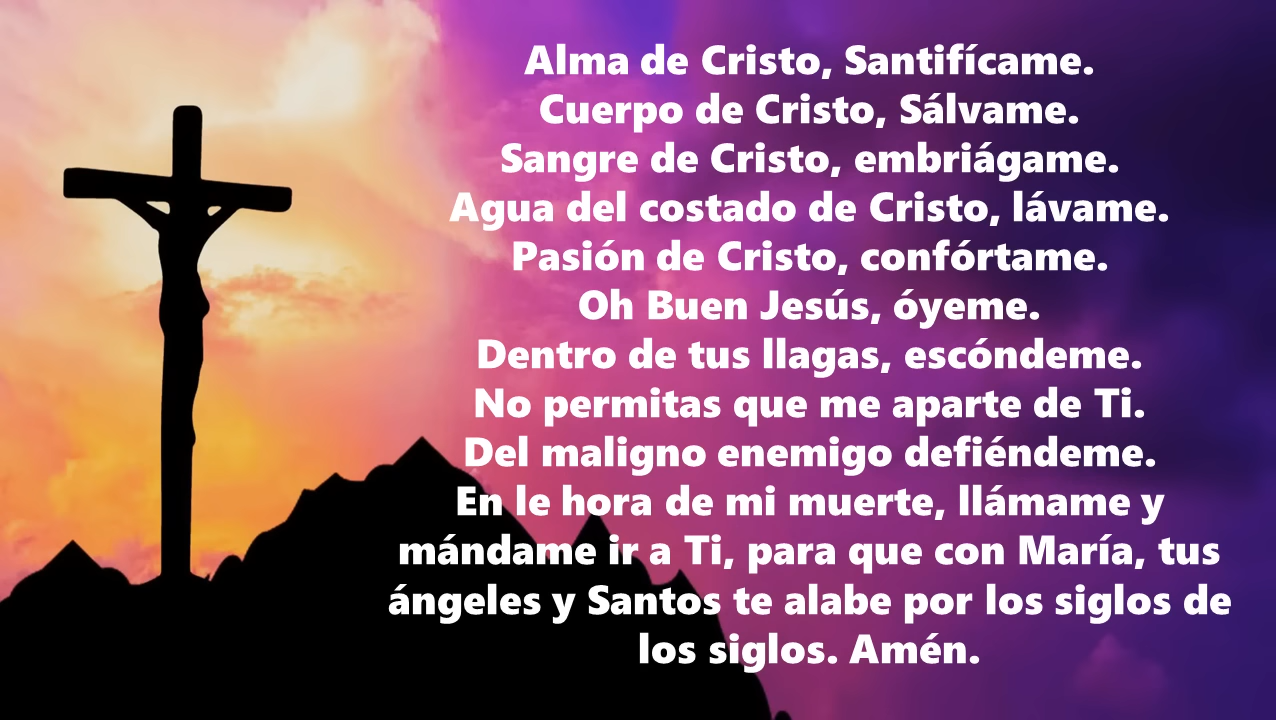 Alma de Cristo, Santifícame.
Cuerpo de Cristo, Sálvame.
Sangre de Cristo, embriágame.
Agua del costado de Cristo, lávame.
Pasión de Cristo, confórtame.
Oh Buen Jesús, óyeme.
Dentro de tus llagas, escóndeme.
No permitas que me aparte de Ti.
Del maligno enemigo defiéndeme.
En le hora de mi muerte, llámame y
mándame ir a Ti, para que con María, tus
ángeles y Santos te alabe por los siglos de
los siglos. Amén.